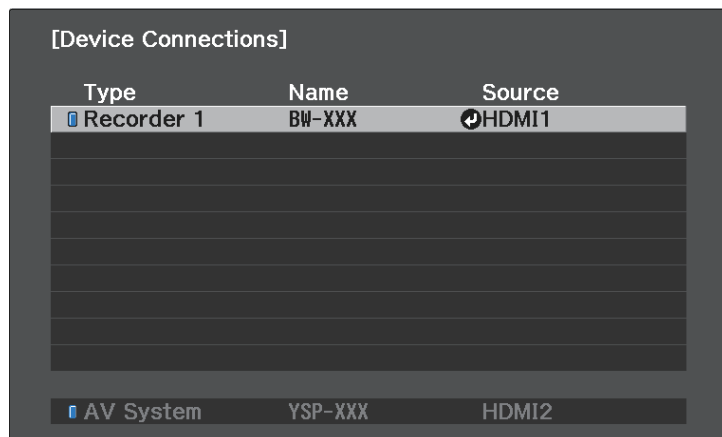 [Device Connections]
Type Name Source
Recorder 1 BW-XXX HDMI1
AV System YSP-XXX HDMI2